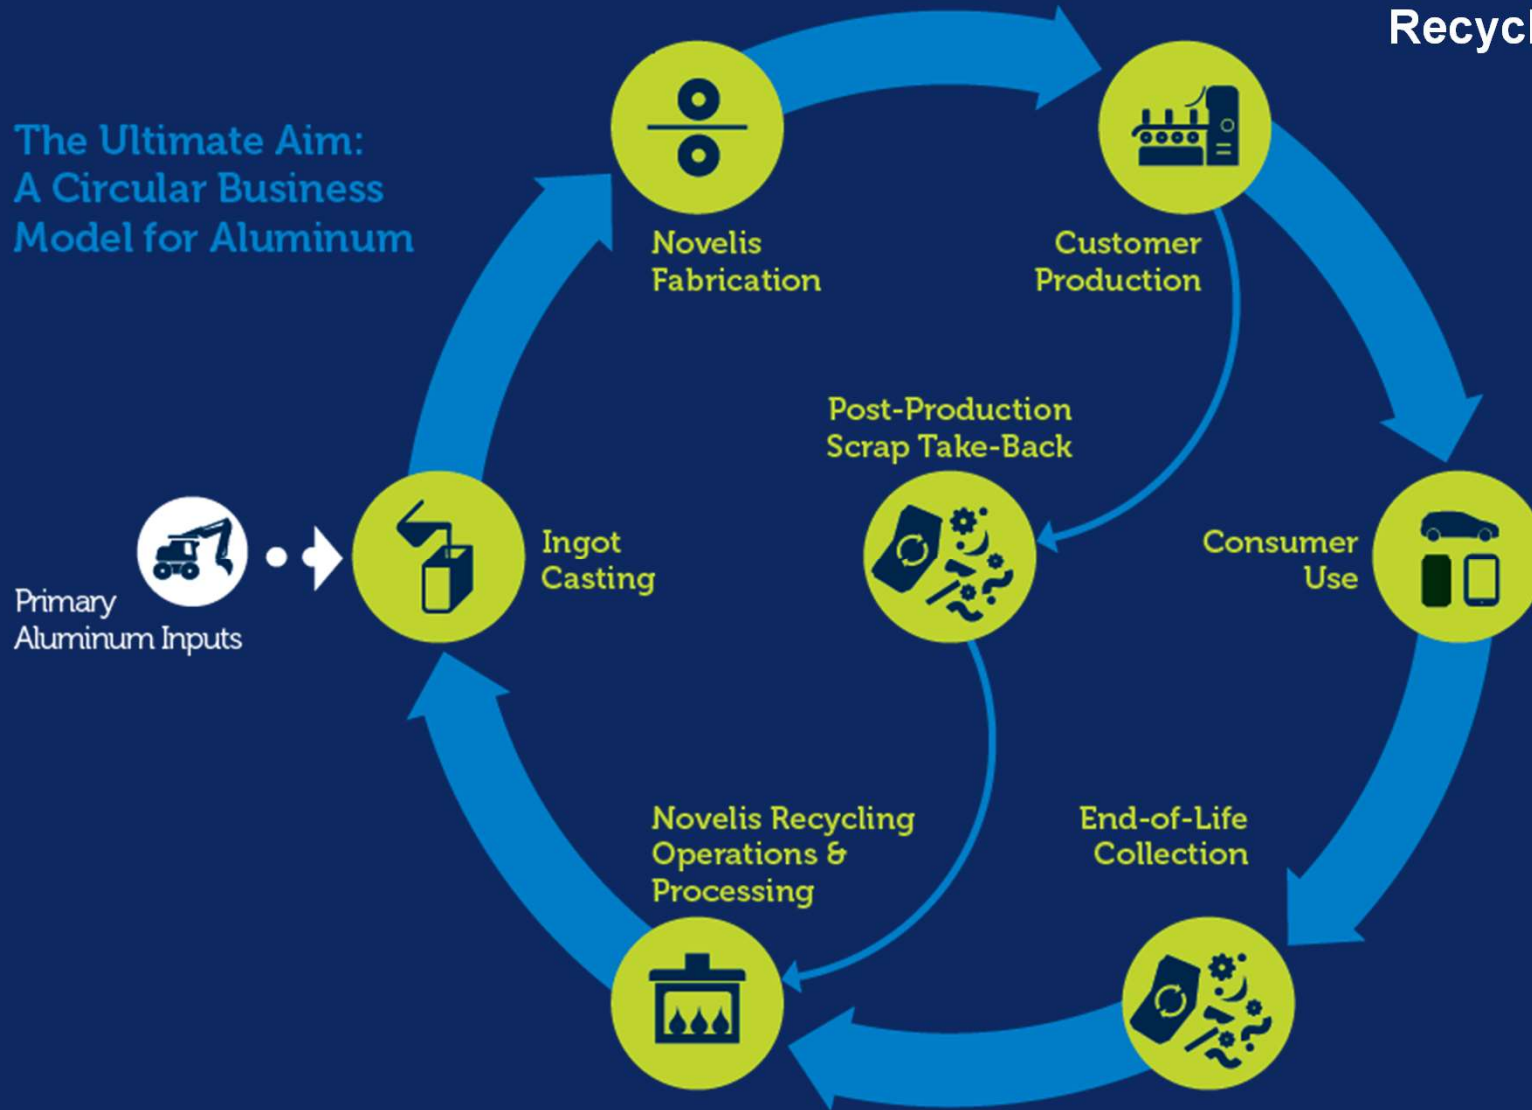 The Ultimate Aim:
A Circular Business
Model for Aluminum
Novelis
Fabrication
Customer
Production
Post-Production
Scrap Take-Back
Ingot
Casting
Consumer
Use
Primary
Aluminum Inputs
Novelis Recycling
Operations &
Processing
End-of-Life
Collection